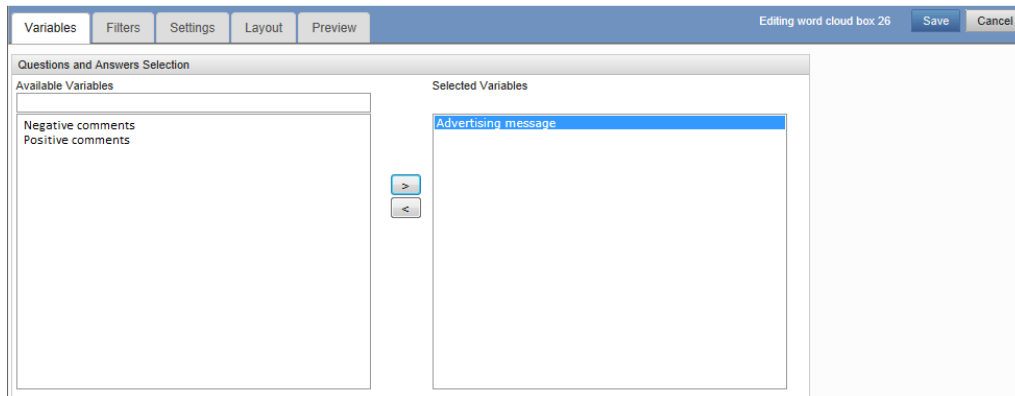 Variables Filters Settings Layout Preview Editing word cloud box 26 Save Cancel
Questions and Answers Selection
Available Variables Selected Variables
Negative comments Advertising message
Positive comments
>
<